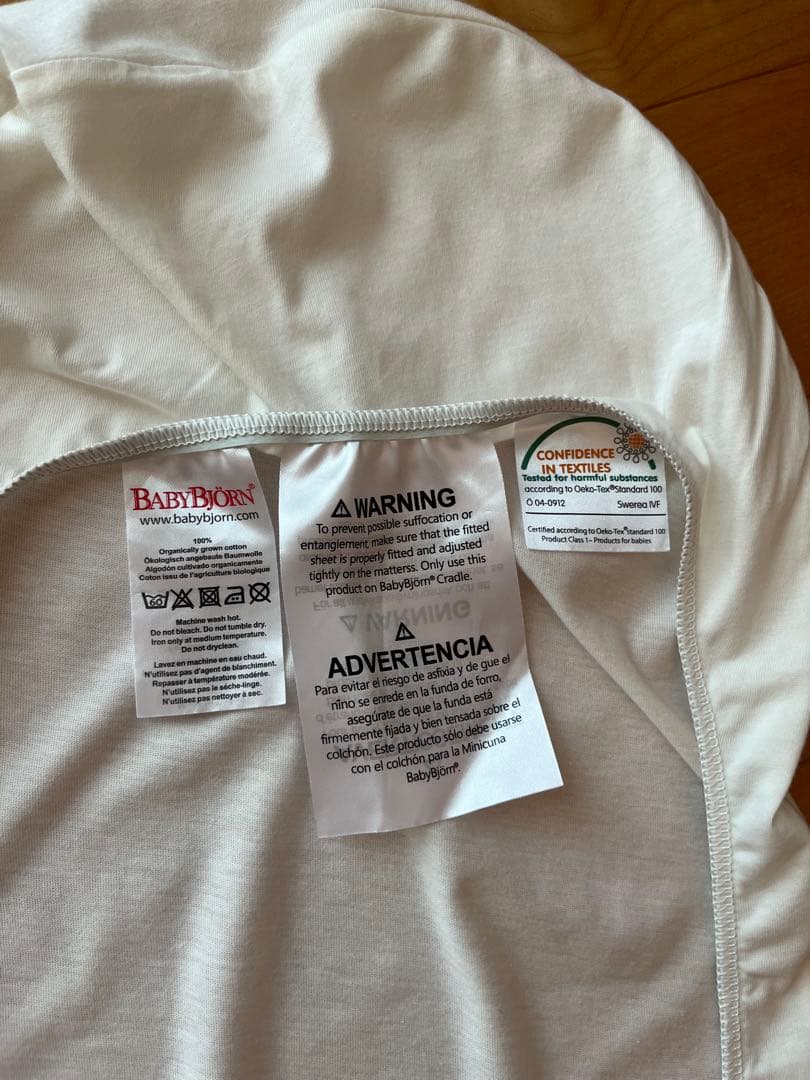 BABYBJÖRN®
www.babybjorn.com
100%
Organically grown cotton
Ökologisch angebaute Baumwolle
Algodón cultivado organicamente
Coton issu de l'agriculture biologique
60
Machine wash hot.
Do not bleach. Do not tumble dry.
Iron only at medium temperature.
Do not dryclean.
Lavez en machine en eau chaud.
N'utilisez pas d'agent de blanchiment.
Repasser à température modérée.
N'utilisez pas le séche-linge.
N'utilisez pas nettoyer à sec.
WARNING
To prevent possible suffocation or
entanglement, make sure that the fitted
sheet is properly fitted and adjusted
tightly on the matterss. Only use this
product on BabyBjörn® Cradle.
ADVERTENCIA
Para evitar el riesgo de asfixia y de que el
nĩno se enrede en la funda de forro,
asegúrate de que la funda está
firmemente fijada y bien tensada sobre el
colchón. Este producto sólo debe usarse
con el colchón para la Minicuna
BabyBjörn®.
CONFIDENCE
IN TEXTILES
Tested for harmful substances
according to Oeko-Tex® Standard 100
Ö 04-0912 Swerea IVF
Certified according to Oeko-Tex® standard 100
Product Class 1– Products for babies